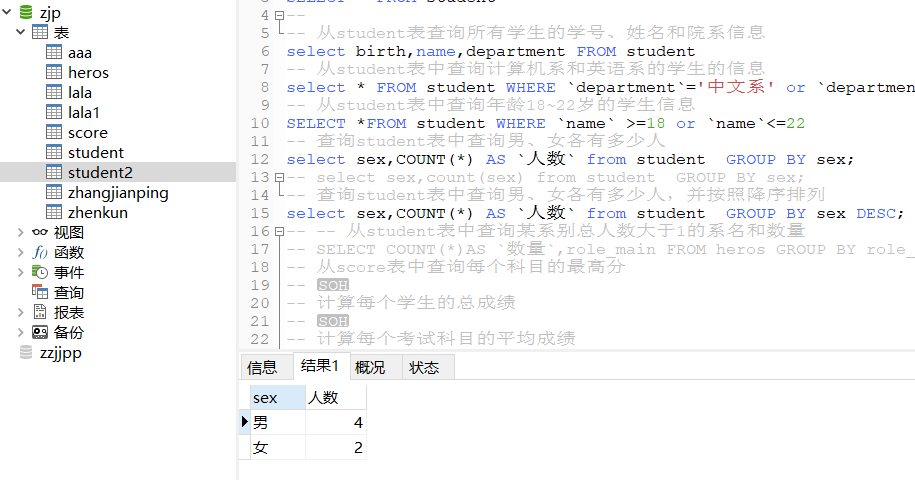 zjp
表
aaa
heros
lala
lala1
score
student
student2
zhangjianping
zhenkun
视图
函数
事件
查询
报表
备份
zzjjpp
4 --
5 -- 从student表查询所有学生的学号、姓名和院系信息
6 select birth,name,department FROM student
7 -- 从student表中查询计算机系和英语系的学生的信息
8 select * FROM student WHERE `department`='中文系' or `departmen
9 -- 从student表中查询年龄18~22岁的学生信息
10 SELECT *FROM student WHERE `name` >=18 or `name`<=22
11 -- 查询student表中查询男、女各有多少人
12 select sex,COUNT(*) AS `人数` from student  GROUP BY sex;
13 -- select sex,count(sex) from student  GROUP BY sex;
14 -- 查询student表中查询男、女各有多少人，并按照降序排列
15 select sex,COUNT(*) AS `人数` from student  GROUP BY sex DESC;
16 -- -- 从student表中查询某系别总人数大于1的系名和数量
17 -- SELECT COUNT(*)AS `数量`,role_main FROM heros GROUP BY role_
18 -- 从score表中查询每个科目的最高分
19 -- SOH
20 -- 计算每个学生的总成绩
21 -- SOH
22 -- 计算每个考试科目的平均成绩
信息 结果1 概况 状态
sex 人数
男 4
女 2